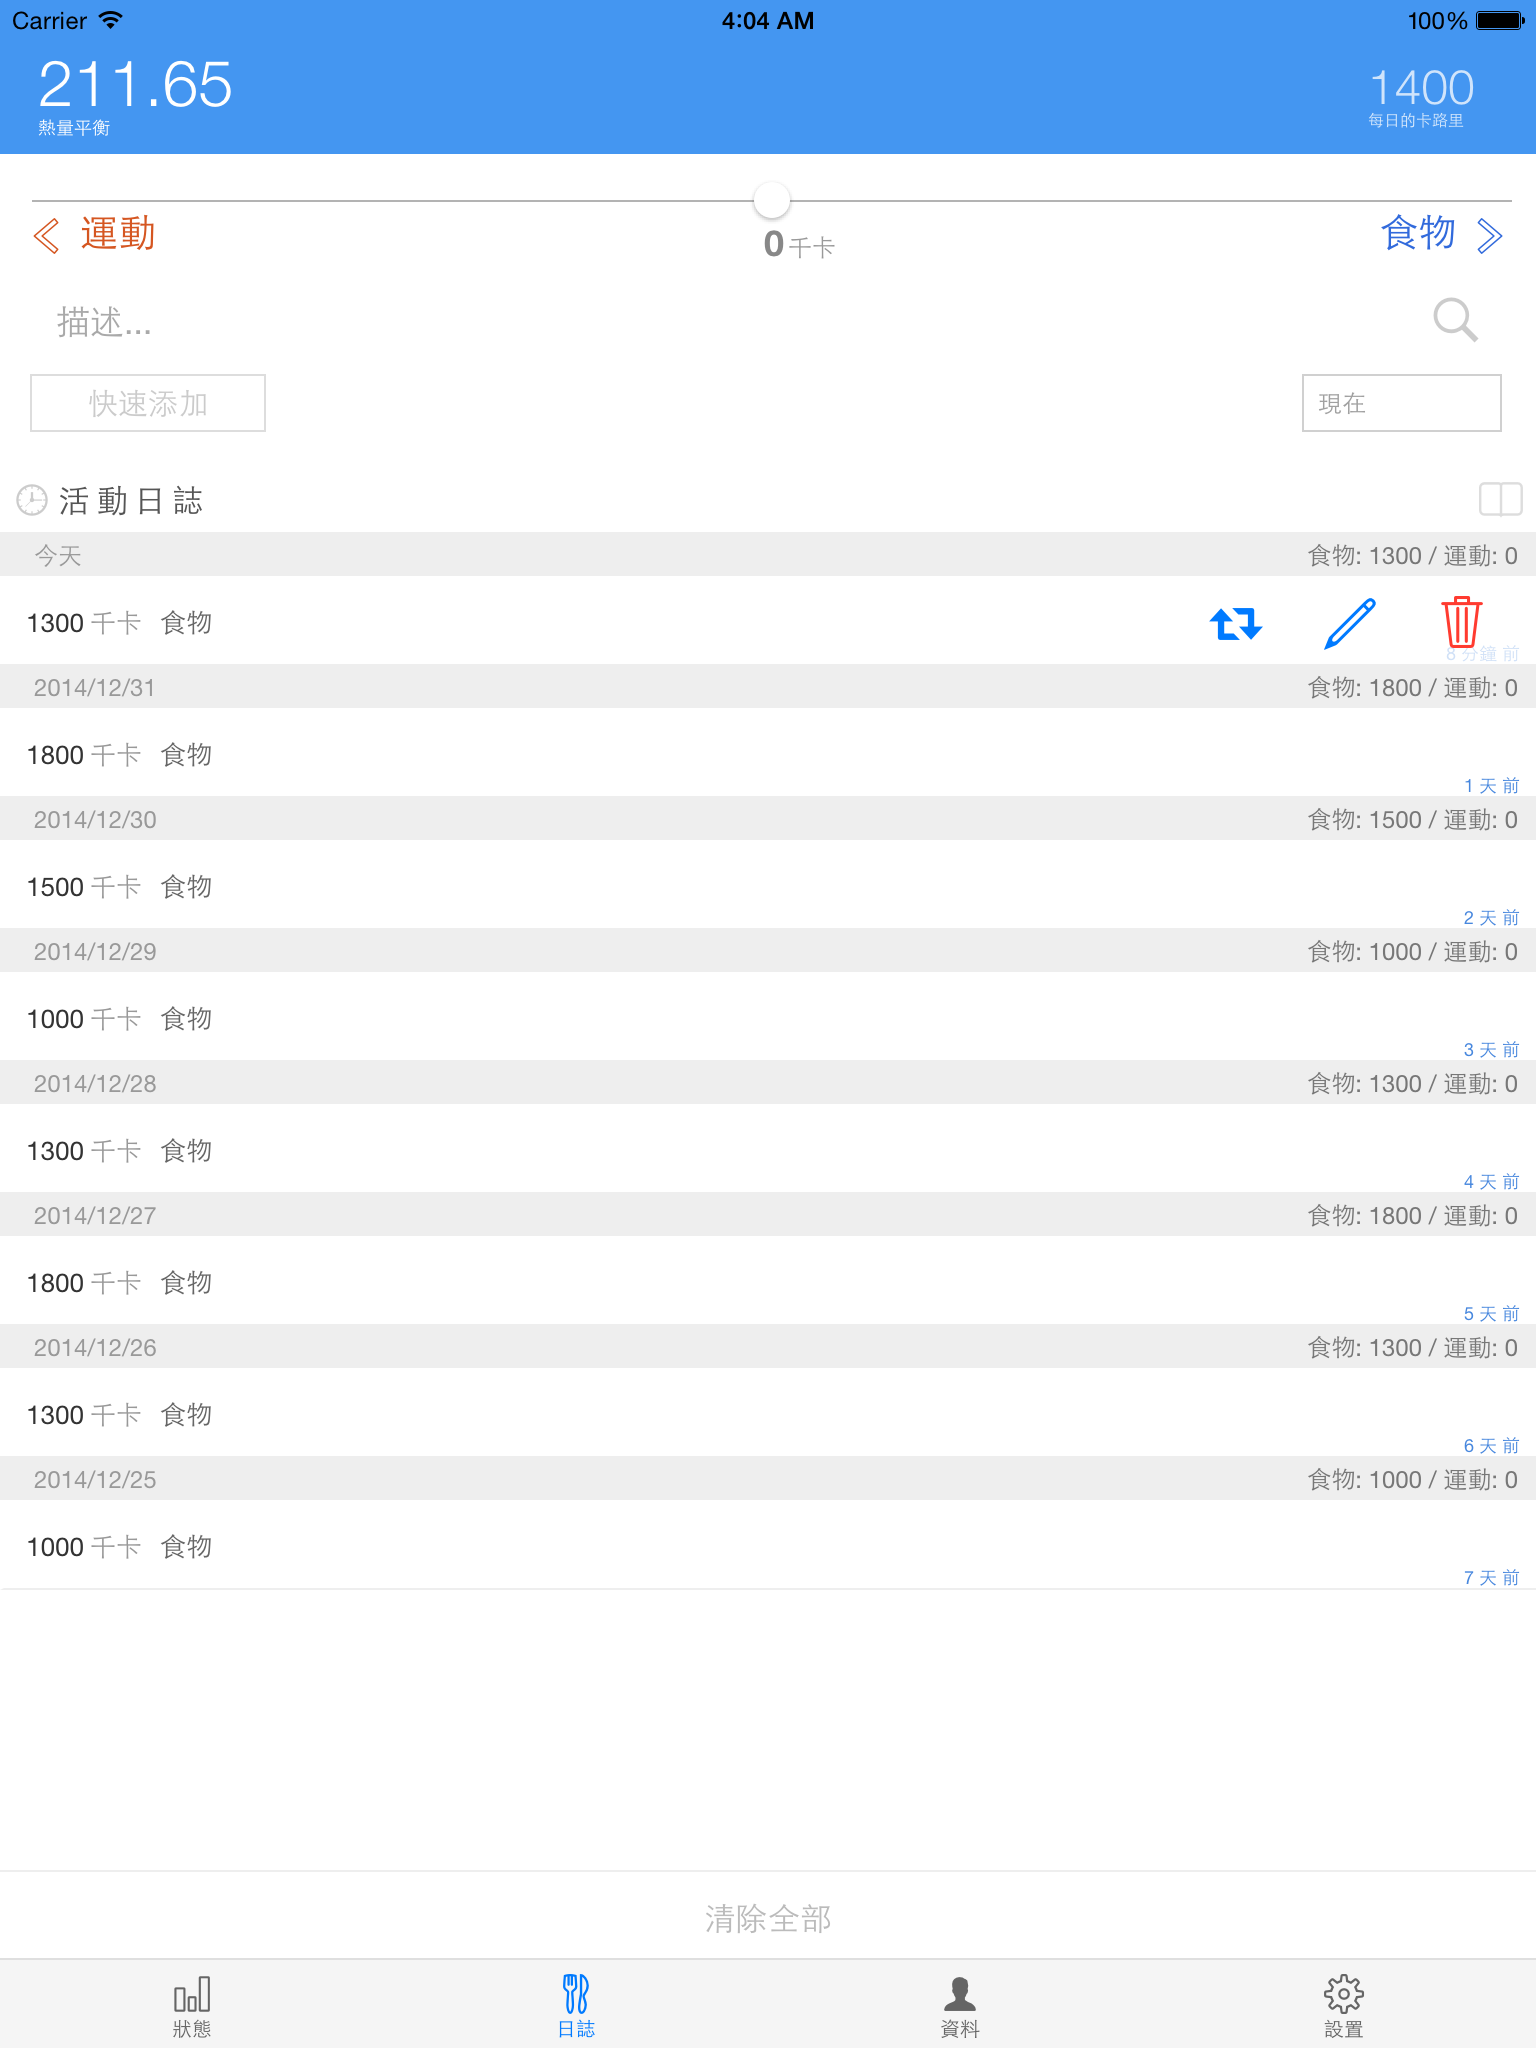 Carrier 4:04 AM 100%
211.65 1400
熱量平衡 每日的卡路里
運動 0 千卡 食物
描述...
快速添加 現在
活動日誌
今天 食物: 1300 / 運動: 0
1300 千卡 食物
8 分鐘 前
2014/12/31 食物: 1800 / 運動: 0
1800 千卡 食物
1 天 前
2014/12/30 食物: 1500 / 運動: 0
1500 千卡 食物
2 天 前
2014/12/29 食物: 1000 / 運動: 0
1000 千卡 食物
3 天 前
2014/12/28 食物: 1300 / 運動: 0
1300 千卡 食物
4 天 前
2014/12/27 食物: 1800 / 運動: 0
1800 千卡 食物
5 天 前
2014/12/26 食物: 1300 / 運動: 0
1300 千卡 食物
6 天 前
2014/12/25 食物: 1000 / 運動: 0
1000 千卡 食物
7 天 前
清除全部
狀態 日誌 資料 設置